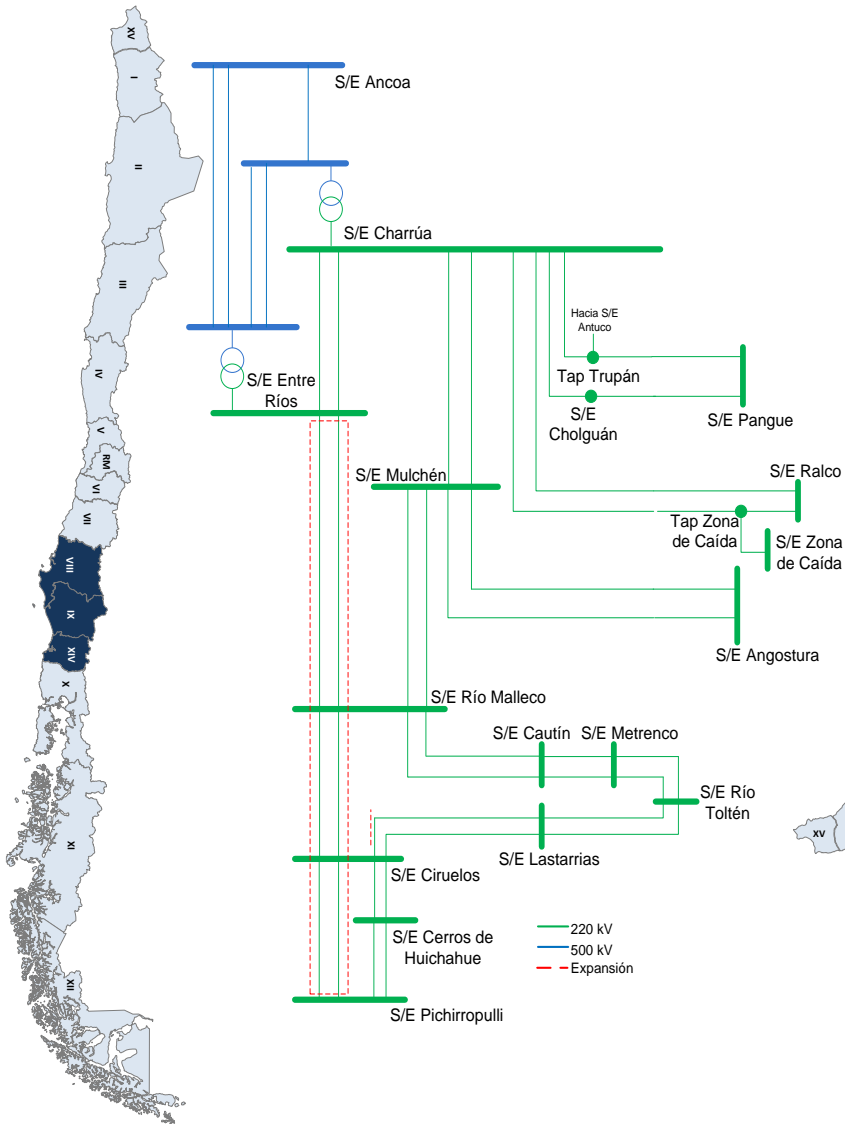 XV
I
II
III
IV
V
RM
VI
VII
VIII
IX
XIV
X
XI
XII
S/E Ancoa
S/E Charrúa
Hacia S/E
Antuco
Tap Trupán
S/E
Cholguán
S/E Pangue
S/E Entre
Ríos
S/E Mulchén
S/E Ralco
Tap Zona
de Caída
S/E Zona
de Caída
S/E Angostura
S/E Río Malleco
S/E Cautín
S/E Metrenco
S/E Río
Toltén
S/E Lastarrias
S/E Ciruelos
S/E Cerros de
Huichahue
S/E Pichirropulli
220 kV
500 kV
Expansión
XV